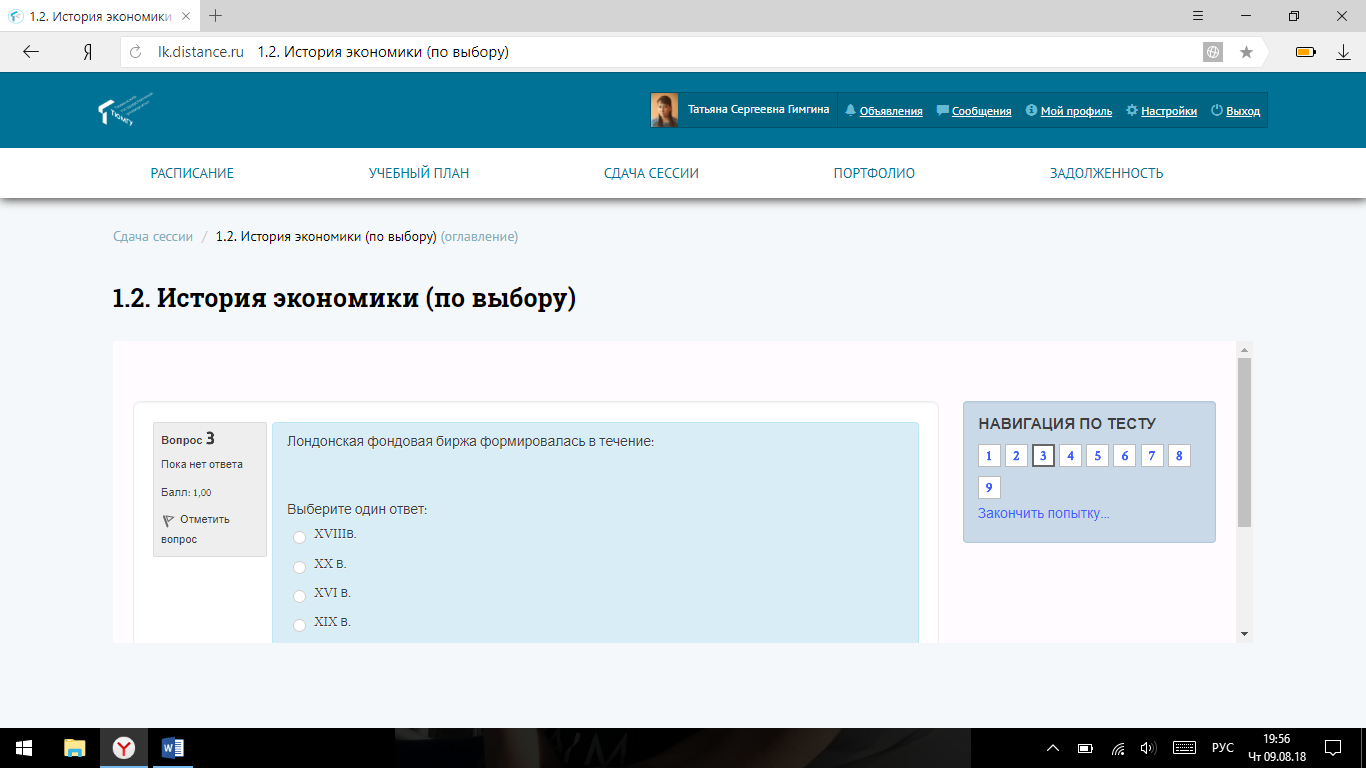 1.2. История экономики
lk.distance.ru 1.2. История экономики (по выбору)
ТюмГУ
Татьяна Сергеевна Гимгина Объявления Сообщения Мой профиль Настройки Выход
РАСПИСАНИЕ УЧЕБНЫЙ ПЛАН СДАЧА СЕССИИ ПОРТФОЛИО ЗАДОЛЖЕННОСТЬ
Сдача сессии / 1.2. История экономики (по выбору) (оглавление)
1.2. История экономики (по выбору)
Вопрос 3
Пока нет ответа
Балл: 1,00
Отметить
вопрос
Лондонская фондовая биржа формировалась в течение:
Выберите один ответ:
XVIIIв.
XX в.
XVI в.
XIX в.
НАВИГАЦИЯ ПО ТЕСТУ
1 2 3 4 5 6 7 8
9
Закончить попытку...
РУС
19:56
Чт 09.08.18